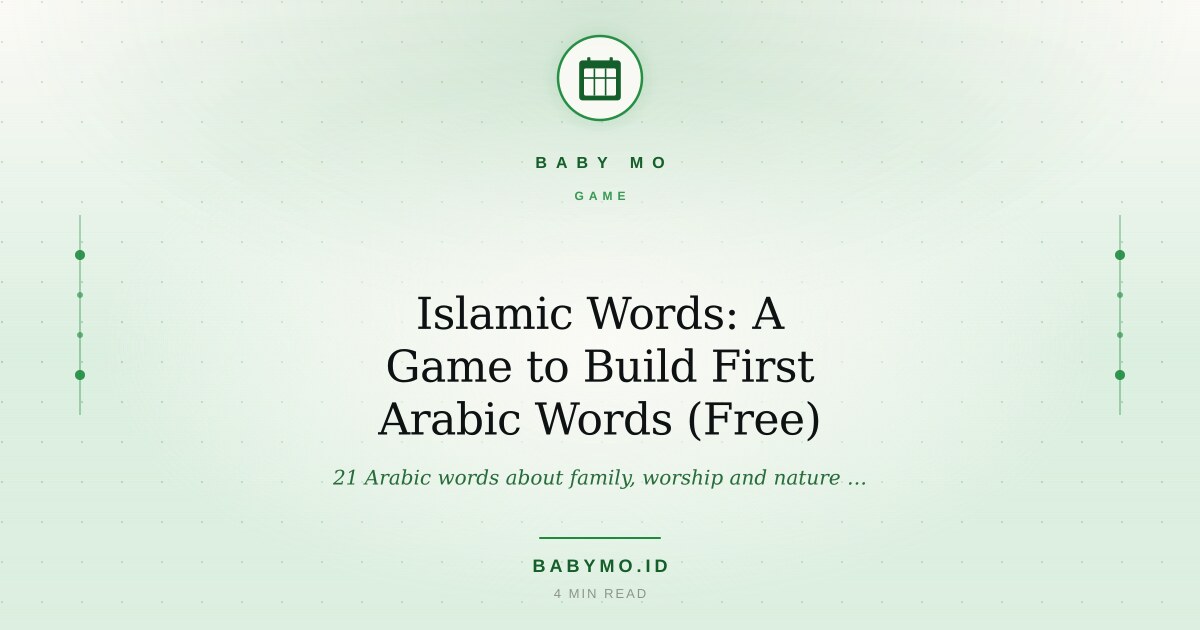 BABY MO
GAME
Islamic Words: A
Game to Build First
Arabic Words (Free)
21 Arabic words about family, worship and nature …
BABYMO.ID
4 MIN READ